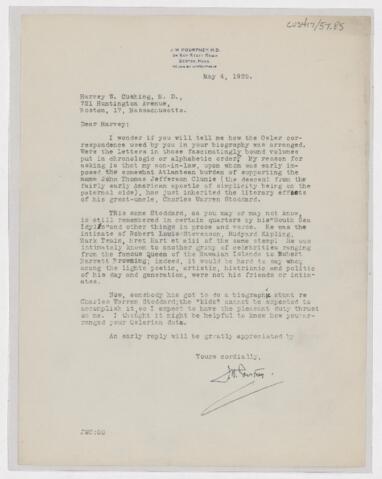 CUSH17/57.85
J. W. COURTNEY, M.D.
BOSTON, MASS.
May 4, 1925.
Harvey W. Cushing, M. D.,
721 Huntington Avenue,
Boston, 17, Massachusetts.
Dear Harvey:
I wonder if you will tell me how the Osler cor-
respondence used by you in your biography was arranged.
Were the letters in those fascinatingly bound volumes
put in chronologic or alphabetic order? My reason for
asking is that my son-in-law, upon whom was early im-
posed the somewhat Atlantean burden of supporting the
name John Thomas Jefferson Clunie (the descent from the
fairly early American apostle of simplicity being on the
paternal side), has just inherited the literary effects
of his great-uncle, Charles Warren Stoddard.
This same Stoddard, as you may or may not know,
is still remembered in certain quarters by his "South Sea
Idyls" and other things in prose and verse. He was the
intimate of Robert Louis Stevenson, Rudyard Kipling,
Mark Twain, Bret Hart et all of the same stamp. He was
intimately known to another group of celebrities ranging
from the famous Queen of the Hawaiian Islands to Robert
Barrett Browning; indeed, it would be hard to say who,
among the lights poetic, artistic, histrionic and politic
of his day and generation, were not his friends or inti-
mates.
Now, somebody has got to do a biographic stunt re
Charles Warren Stoddard; the "kids" cannot be expected to
accomplish it, so I expect to have the pleasant duty thrust
on me. I thought it might be helpful to know how you ar-
ranged your Oslerian data.
An early reply will be greatly appreciated by
Yours cordially,
J.W. Courtney.